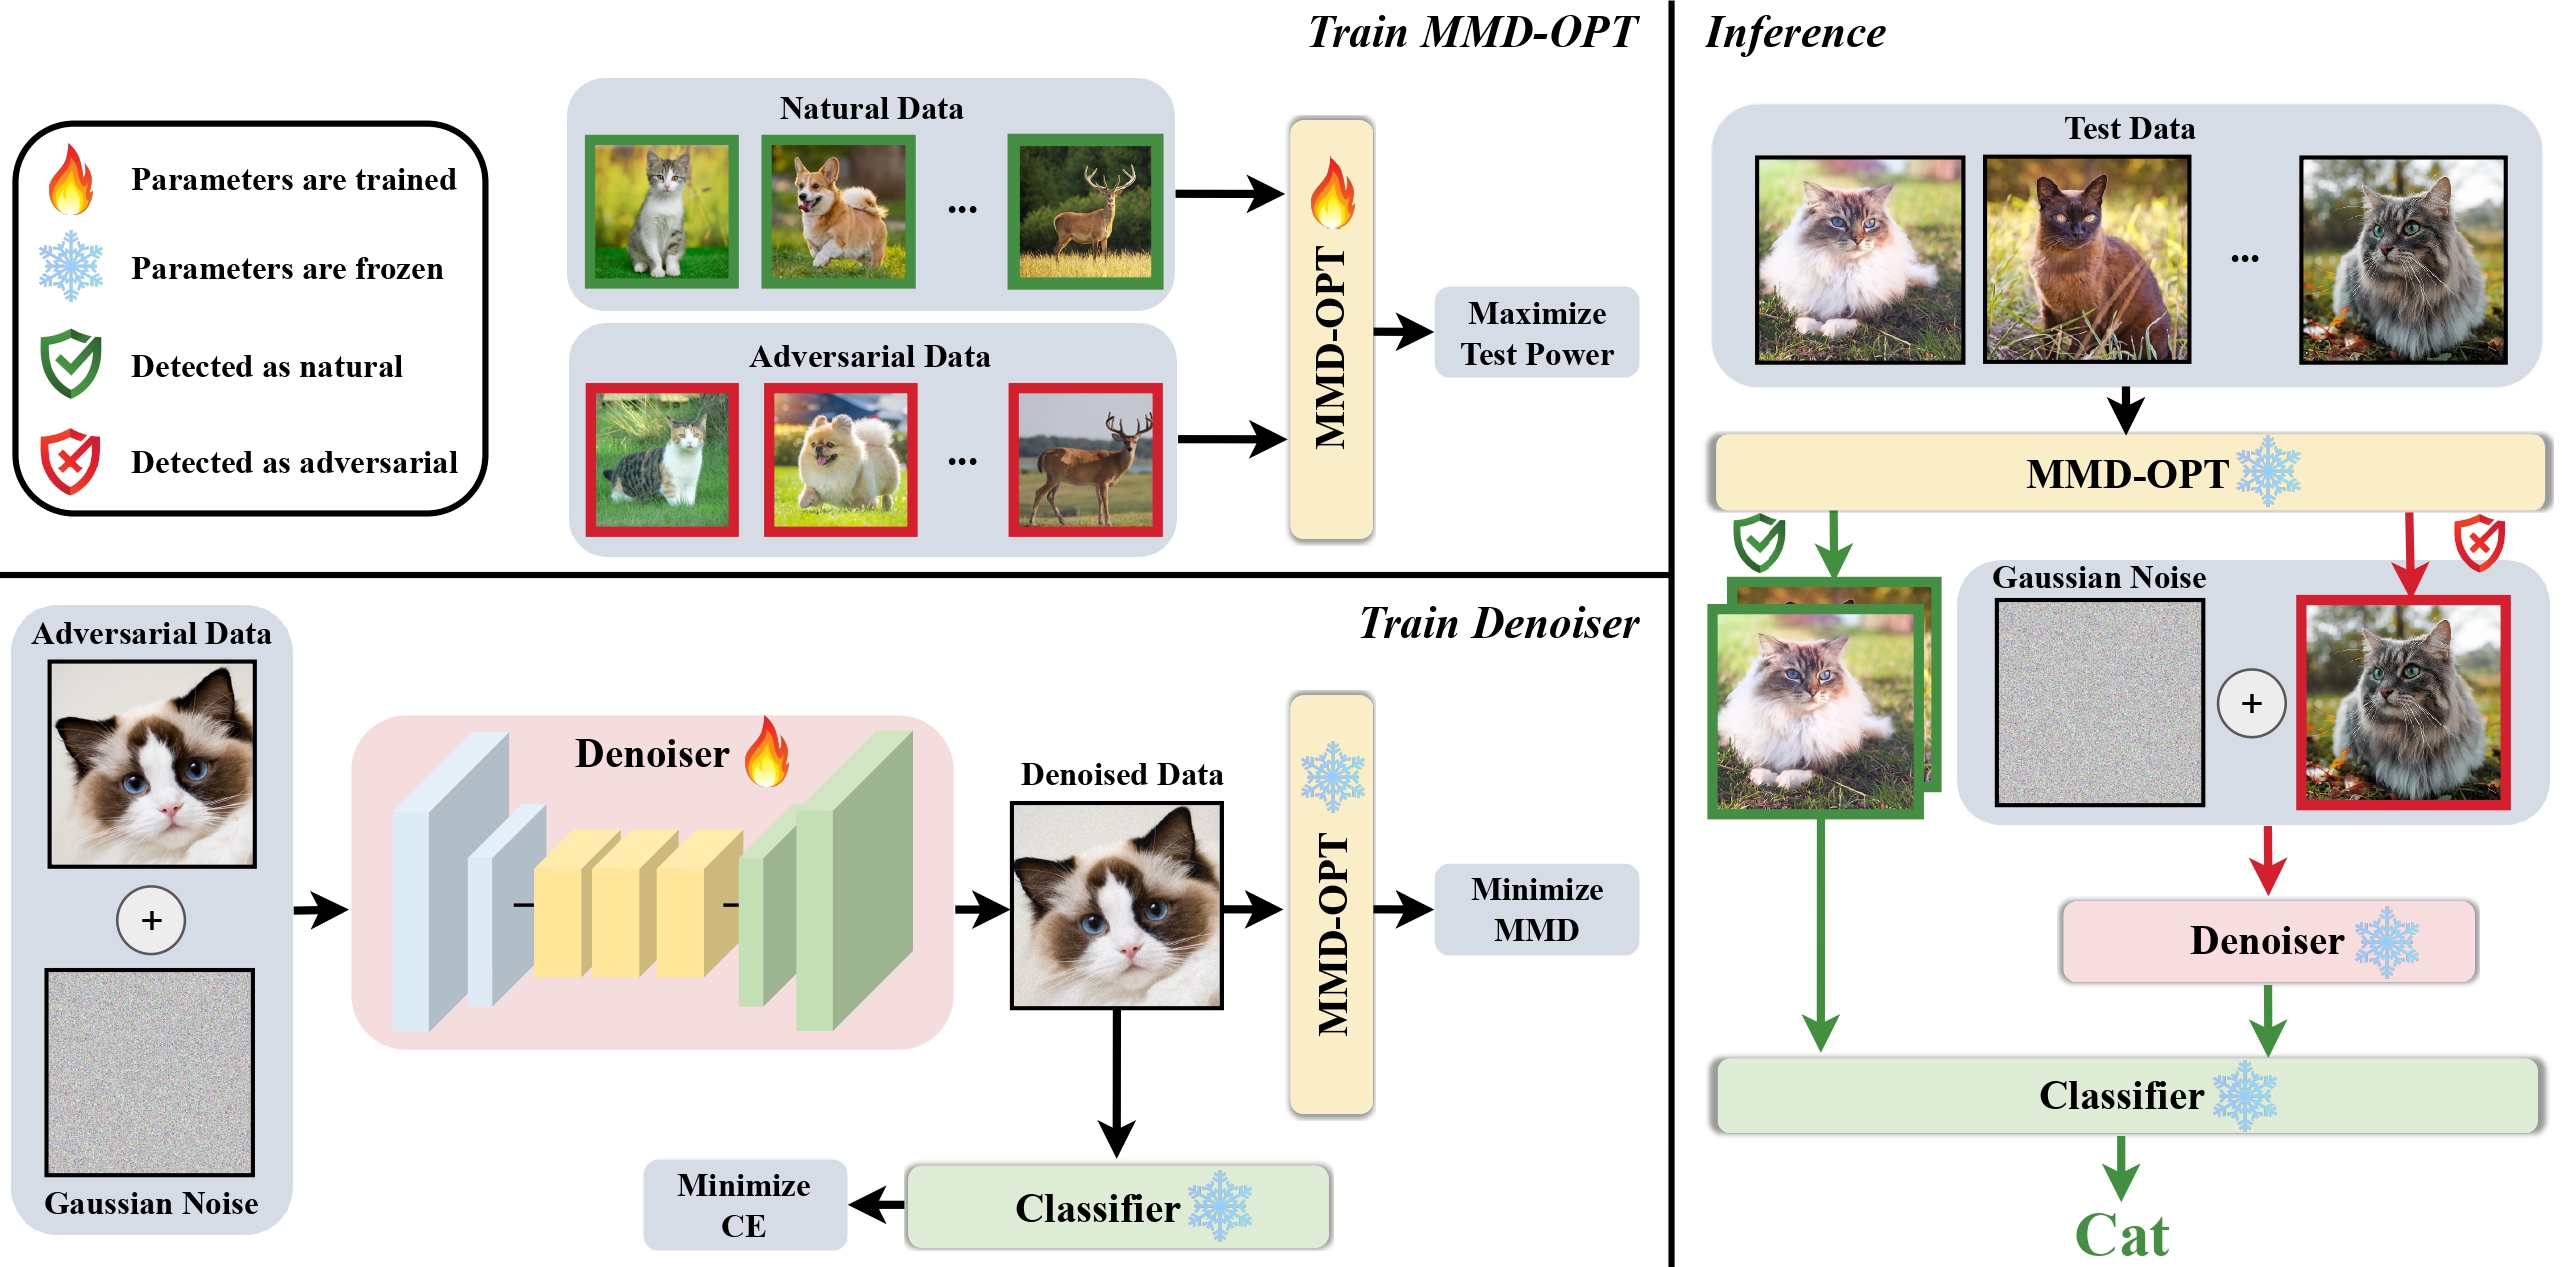 Train MMD-OPT
Parameters are trained
Parameters are frozen
Detected as natural
Detected as adversarial
Natural Data
...
Adversarial Data
...
MMD-OPT
Maximize
Test Power
Train Denoiser
Adversarial Data
+
Gaussian Noise
Denoiser
Denoised Data
MMD-OPT
Minimize
MMD
Classifier
Minimize
CE
Inference
Test Data
...
MMD-OPT
Gaussian Noise
+
Denoiser
Classifier
Cat